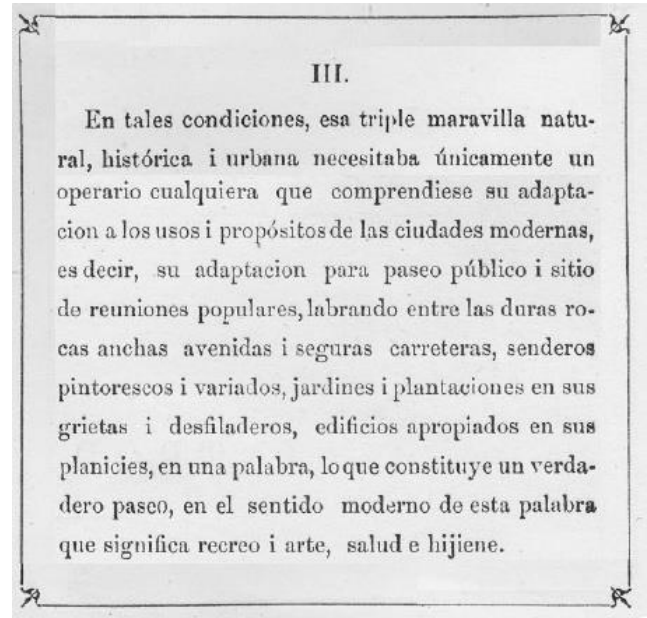 III.
En tales condiciones, esa triple maravilla natu-
ral, histórica i urbana necesitaba únicamente un
operario cualquiera que comprendiese su adapta-
cion a los usos i propósitos de las ciudades modernas,
es decir, su adaptacion para paseo público i sitio
de reuniones populares, labrando entre las duras ro-
cas anchas avenidas i seguras carreteras, senderos
pintorescos i variados, jardines i plantaciones en sus
grietas i desfiladeros, edificios apropiados en sus
planicies, en una palabra, lo que constituye un verda-
dero paseo, en el sentido moderno de esta palabra
que significa recreo i arte, salud e hijiene.